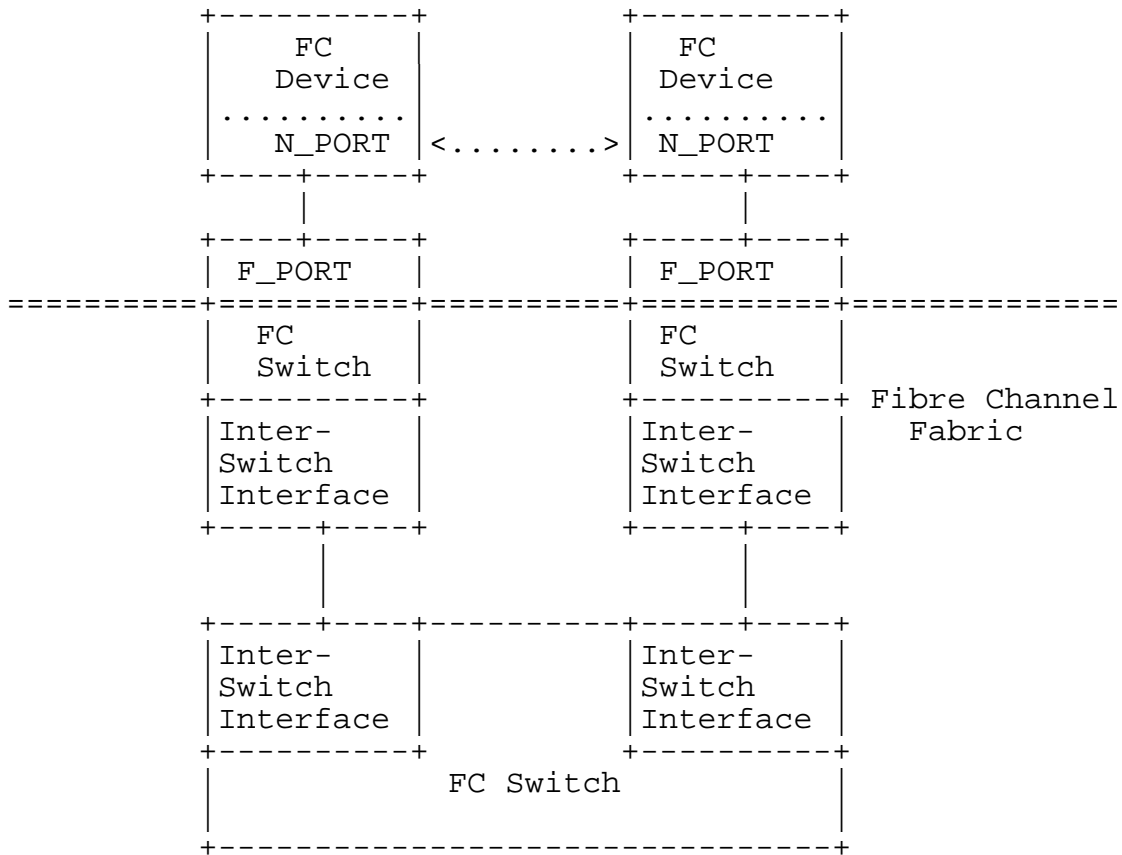 FC FC
Device Device
.......... ..........
N_PORT <........> N_PORT
F_PORT F_PORT
FC FC
Switch Switch
Fibre Channel
Inter- Inter- Fabric
Switch Switch
Interface Interface
Inter- Inter-
Switch Switch
Interface Interface
FC Switch